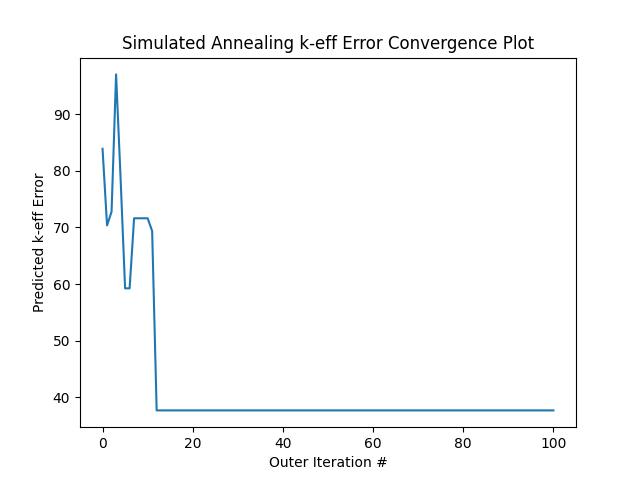 Simulated Annealing k-eff Error Convergence Plot
90
80
70
60
50
40
Predicted k-eff Error
0 20 40 60 80 100
Outer Iteration #